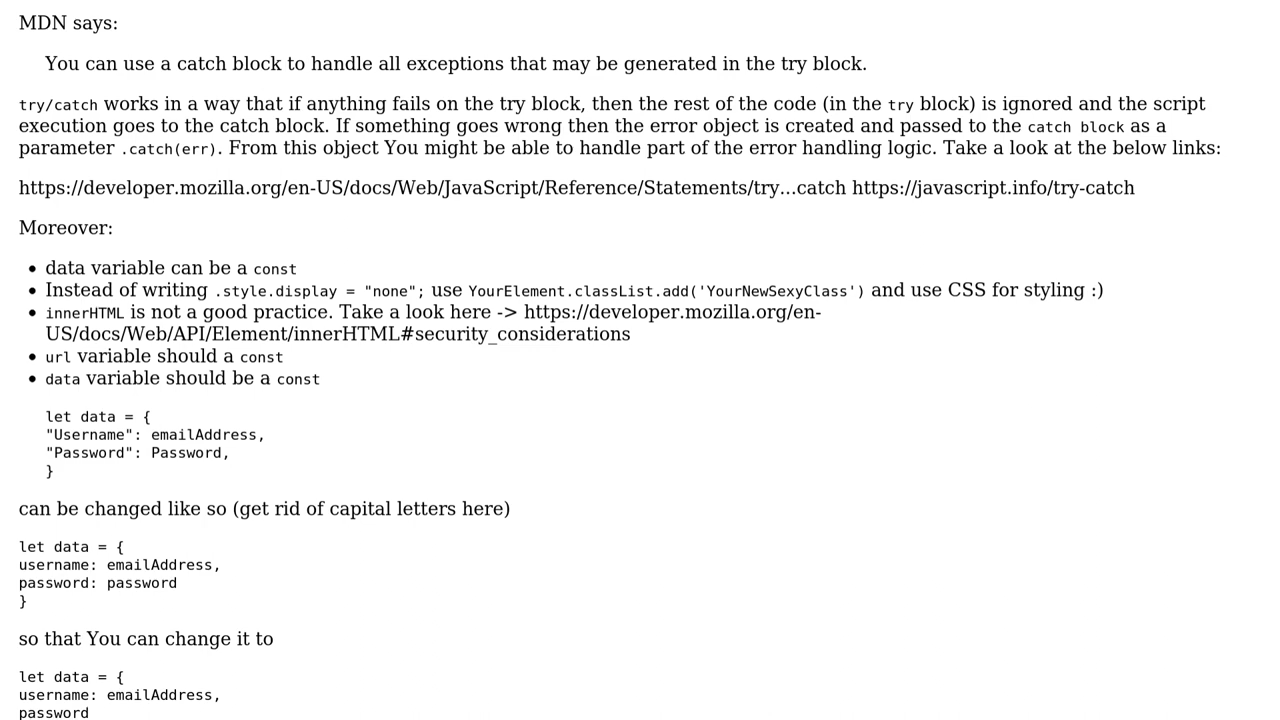 MDN says:
You can use a catch block to handle all exceptions that may be generated in the try block.
try/catch works in a way that if anything fails on the try block, then the rest of the code (in the try block) is ignored and the script
execution goes to the catch block. If something goes wrong then the error object is created and passed to the catch block as a
parameter .catch(err). From this object You might be able to handle part of the error handling logic. Take a look at the below links:
https://developer.mozilla.org/en-US/docs/Web/JavaScript/Reference/Statements/try...catch https://javascript.info/try-catch
Moreover:
• data variable can be a const
• Instead of writing .style.display = "none"; use YourElement.classList.add('YourNewSexyClass') and use CSS for styling :)
• innerHTML is not a good practice. Take a look here -> https://developer.mozilla.org/en-
US/docs/Web/API/Element/innerHTML#security_considerations
• url variable should a const
• data variable should be a const
let data = {
"Username": emailAddress,
"Password": Password,
}
can be changed like so (get rid of capital letters here)
let data = {
username: emailAddress,
password: password
}
so that You can change it to
let data = {
username: emailAddress,
password